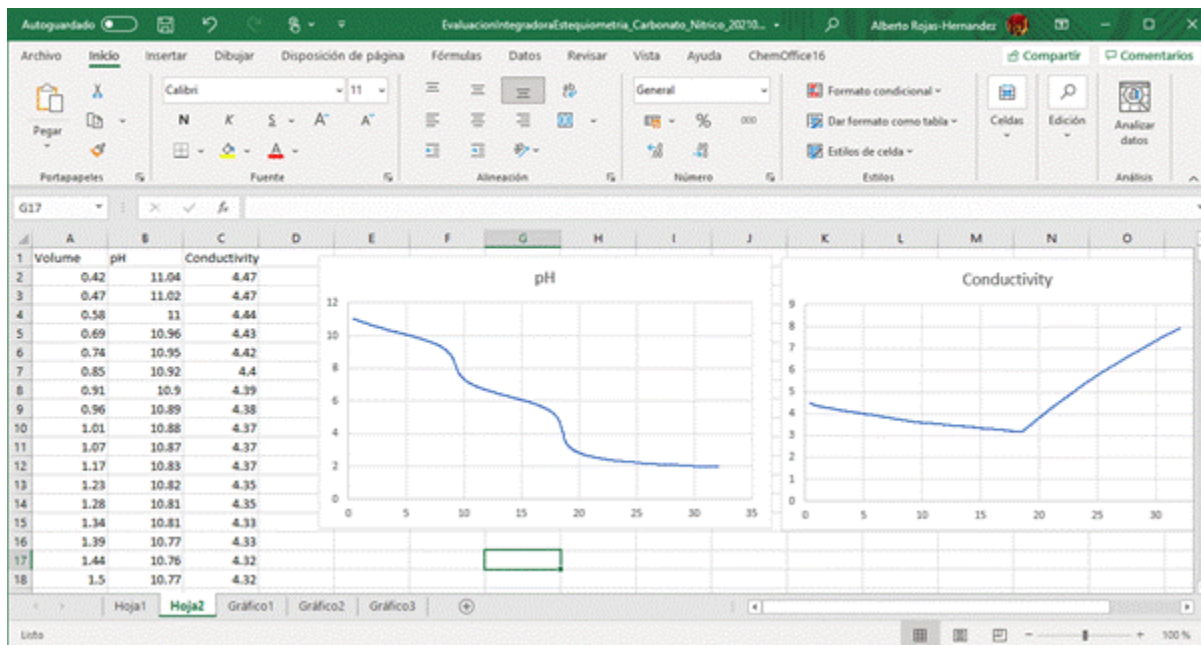 Autoguardado
EvaluacionIntegradoraEstequiometria_Carbonato_Nitrico_20210...
Alberto Rojas-Hernandez
Archivo Inicio Insertar Dibujar Disposición de página Fórmulas Datos Revisar Vista Ayuda ChemOffice16 Compartir Comentarios
Pegar
Calibri 11
N K S A A
General
% 000
Formato condicional
Dar formato como tabla
Estilos de celda
Celdas
Edición
Analizar datos
Portapapeles Fuente Alineación Número Estilos Análisis
G17 fx
A B C D E F G H I J K L M N O
1 Volume pH Conductivity
2 0.42 11.04 4.47
3 0.47 11.02 4.47
4 0.58 11 4.44
5 0.69 10.96 4.43
6 0.74 10.95 4.42
7 0.85 10.92 4.4
8 0.91 10.9 4.39
9 0.96 10.89 4.38
10 1.01 10.88 4.37
11 1.07 10.87 4.37
12 1.17 10.83 4.37
13 1.23 10.82 4.35
14 1.28 10.81 4.35
15 1.34 10.81 4.33
16 1.39 10.77 4.33
17 1.44 10.76 4.32
18 1.5 10.77 4.32
pH
12
10
8
6
4
2
0
0 5 10 15 20 25 30 35
Conductivity
9
8
7
6
5
4
3
2
1
0
0 5 10 15 20 25 30
Hoja1 Hoja2 Gráfico1 Gráfico2 Gráfico3
Listo
100 %